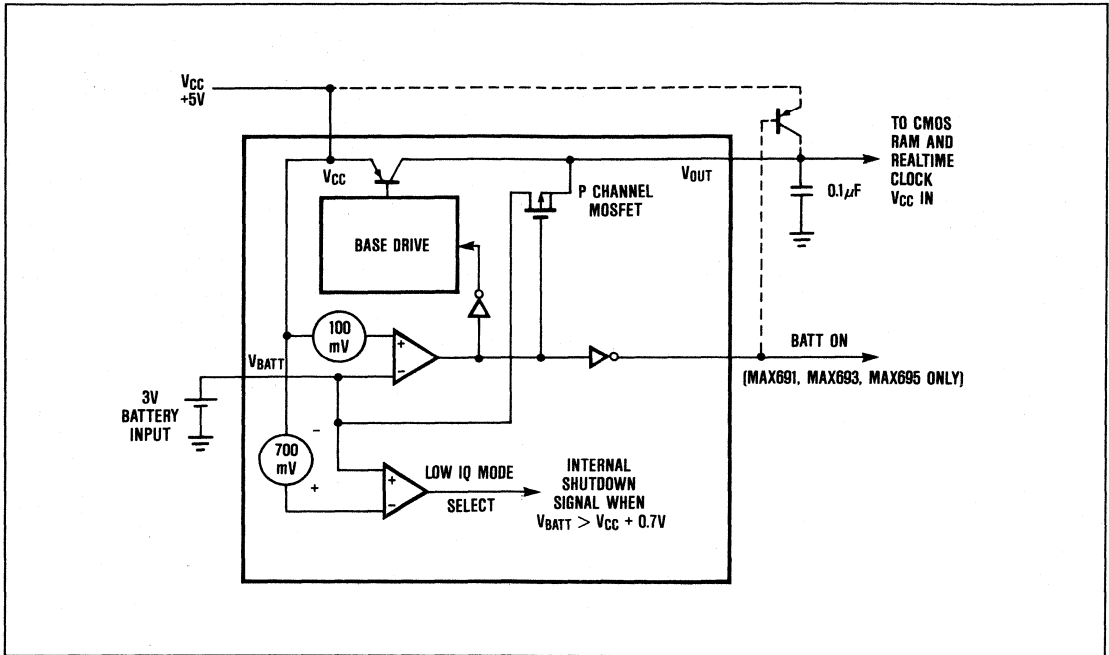 VCC
+5V
TO CMOS
RAM AND
REALTIME
CLOCK
VCC IN
VCC
VOUT
P CHANNEL
MOSFET
0.1μF
BASE DRIVE
100
mV
+
−
VBATT
BATT ON
(MAX691, MAX693, MAX695 ONLY)
3V
BATTERY
INPUT
−
700
mV
+
+
−
LOW IQ MODE
SELECT
INTERNAL
SHUTDOWN
SIGNAL WHEN
VBATT > VCC + 0.7V